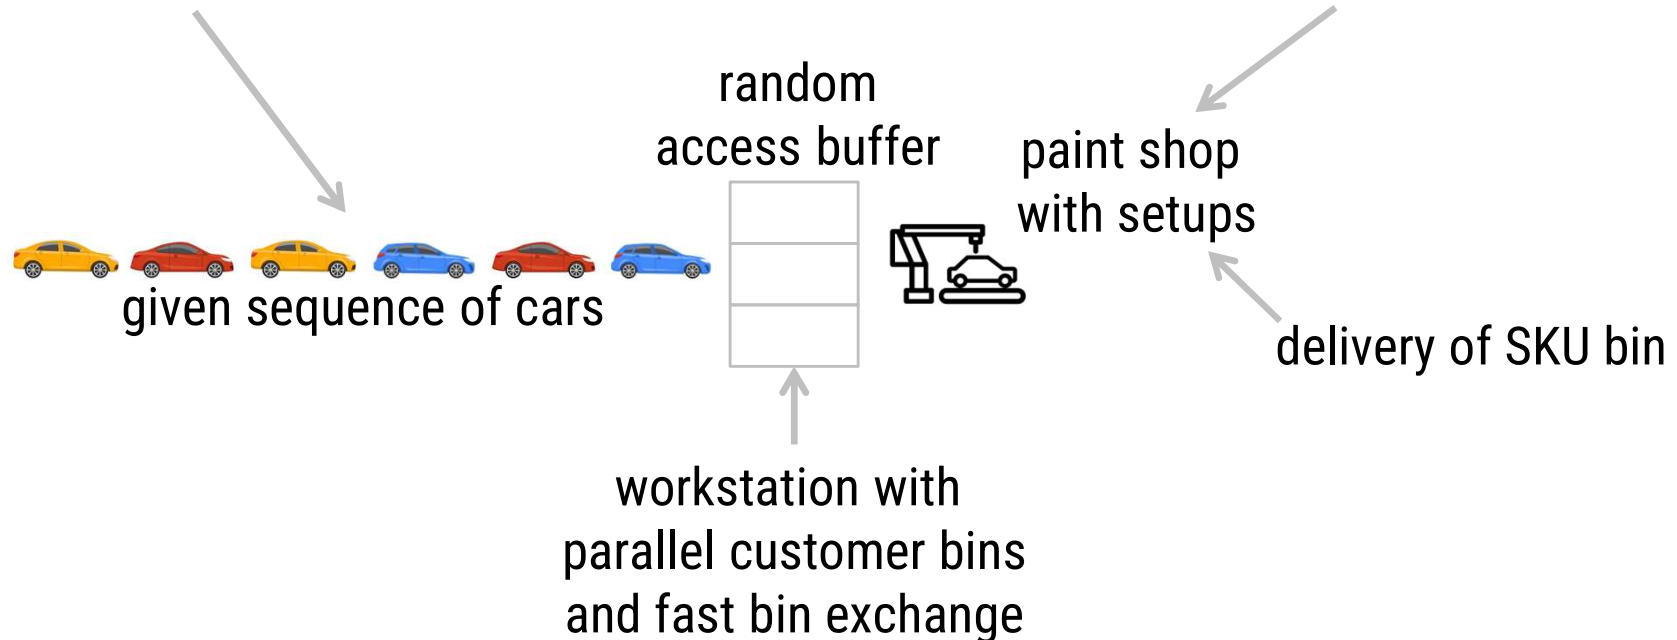 random
access buffer
paint shop
with setups
given sequence of cars
delivery of SKU bin
workstation with
parallel customer bins
and fast bin exchange